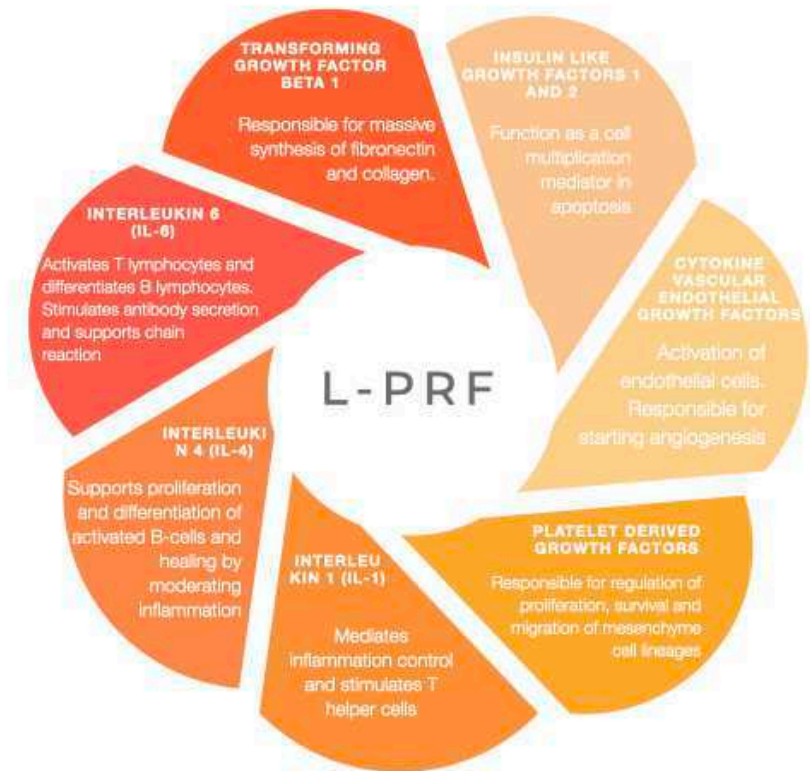 TRANSFORMING
GROWTH FACTOR
BETA 1
Responsible for massive
synthesis of fibronectin
and collagen.
INSULIN LIKE
GROWTH FACTORS 1
AND 2
Function as a cell
multiplication
mediator in
apoptosis
CYTOKINE
VASCULAR
ENDOTHELIAL
GROWTH FACTORS
Activation of
endothelial cells.
Responsible for
starting angiogenesis
PLATELET DERIVED
GROWTH FACTORS
Responsible for regulation of
proliferation, survival and
migration of mesenchyme
cell lineages
INTERLEU
KIN 1 (IL-1)
Mediates
inflammation control
and stimulates T
helper cells
INTERLEUKI
N 4 (IL-4)
Supports proliferation
and differentiation of
activated B-cells and
healing by
moderating
inflammation
INTERLEUKIN 6
(IL-6)
Activates T lymphocytes and
differentiates B lymphocytes.
Stimulates antibody secretion
and supports chain
reaction
L-PRF